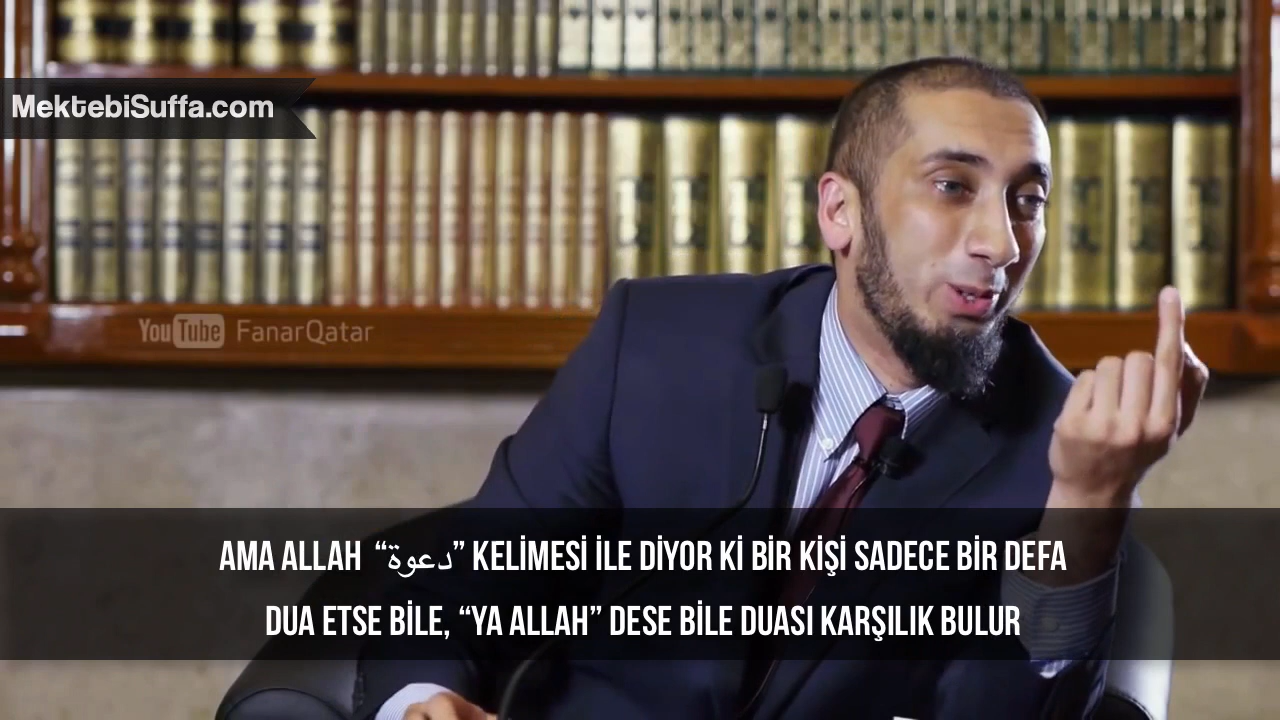 MektebiSuffa.com
YouTube FanarQatar
AMA ALLAH “دعوة” KELİMESİ İLE DİYOR Kİ BİR KİŞİ SADECE BİR DEFA
DUA ETSE BİLE, “YA ALLAH” DESE BİLE DUASI KARŞILIK BULUR